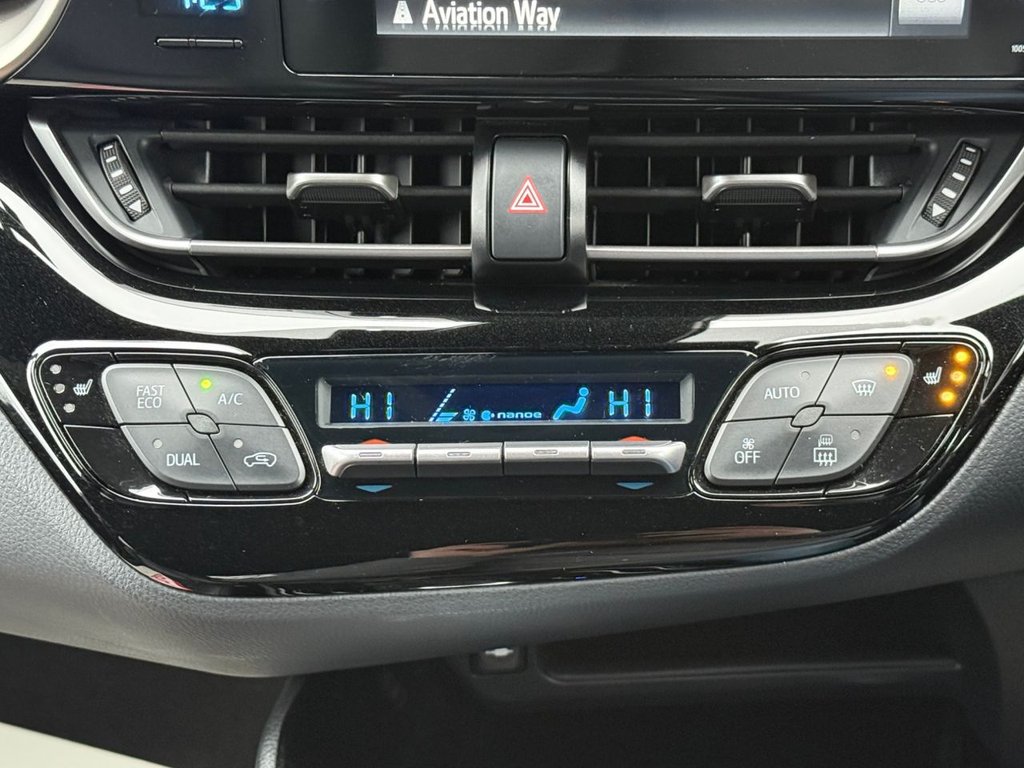 Aviation Way
FAST
ECO
A/C
DUAL
HI
nanoe
HI
AUTO
OFF